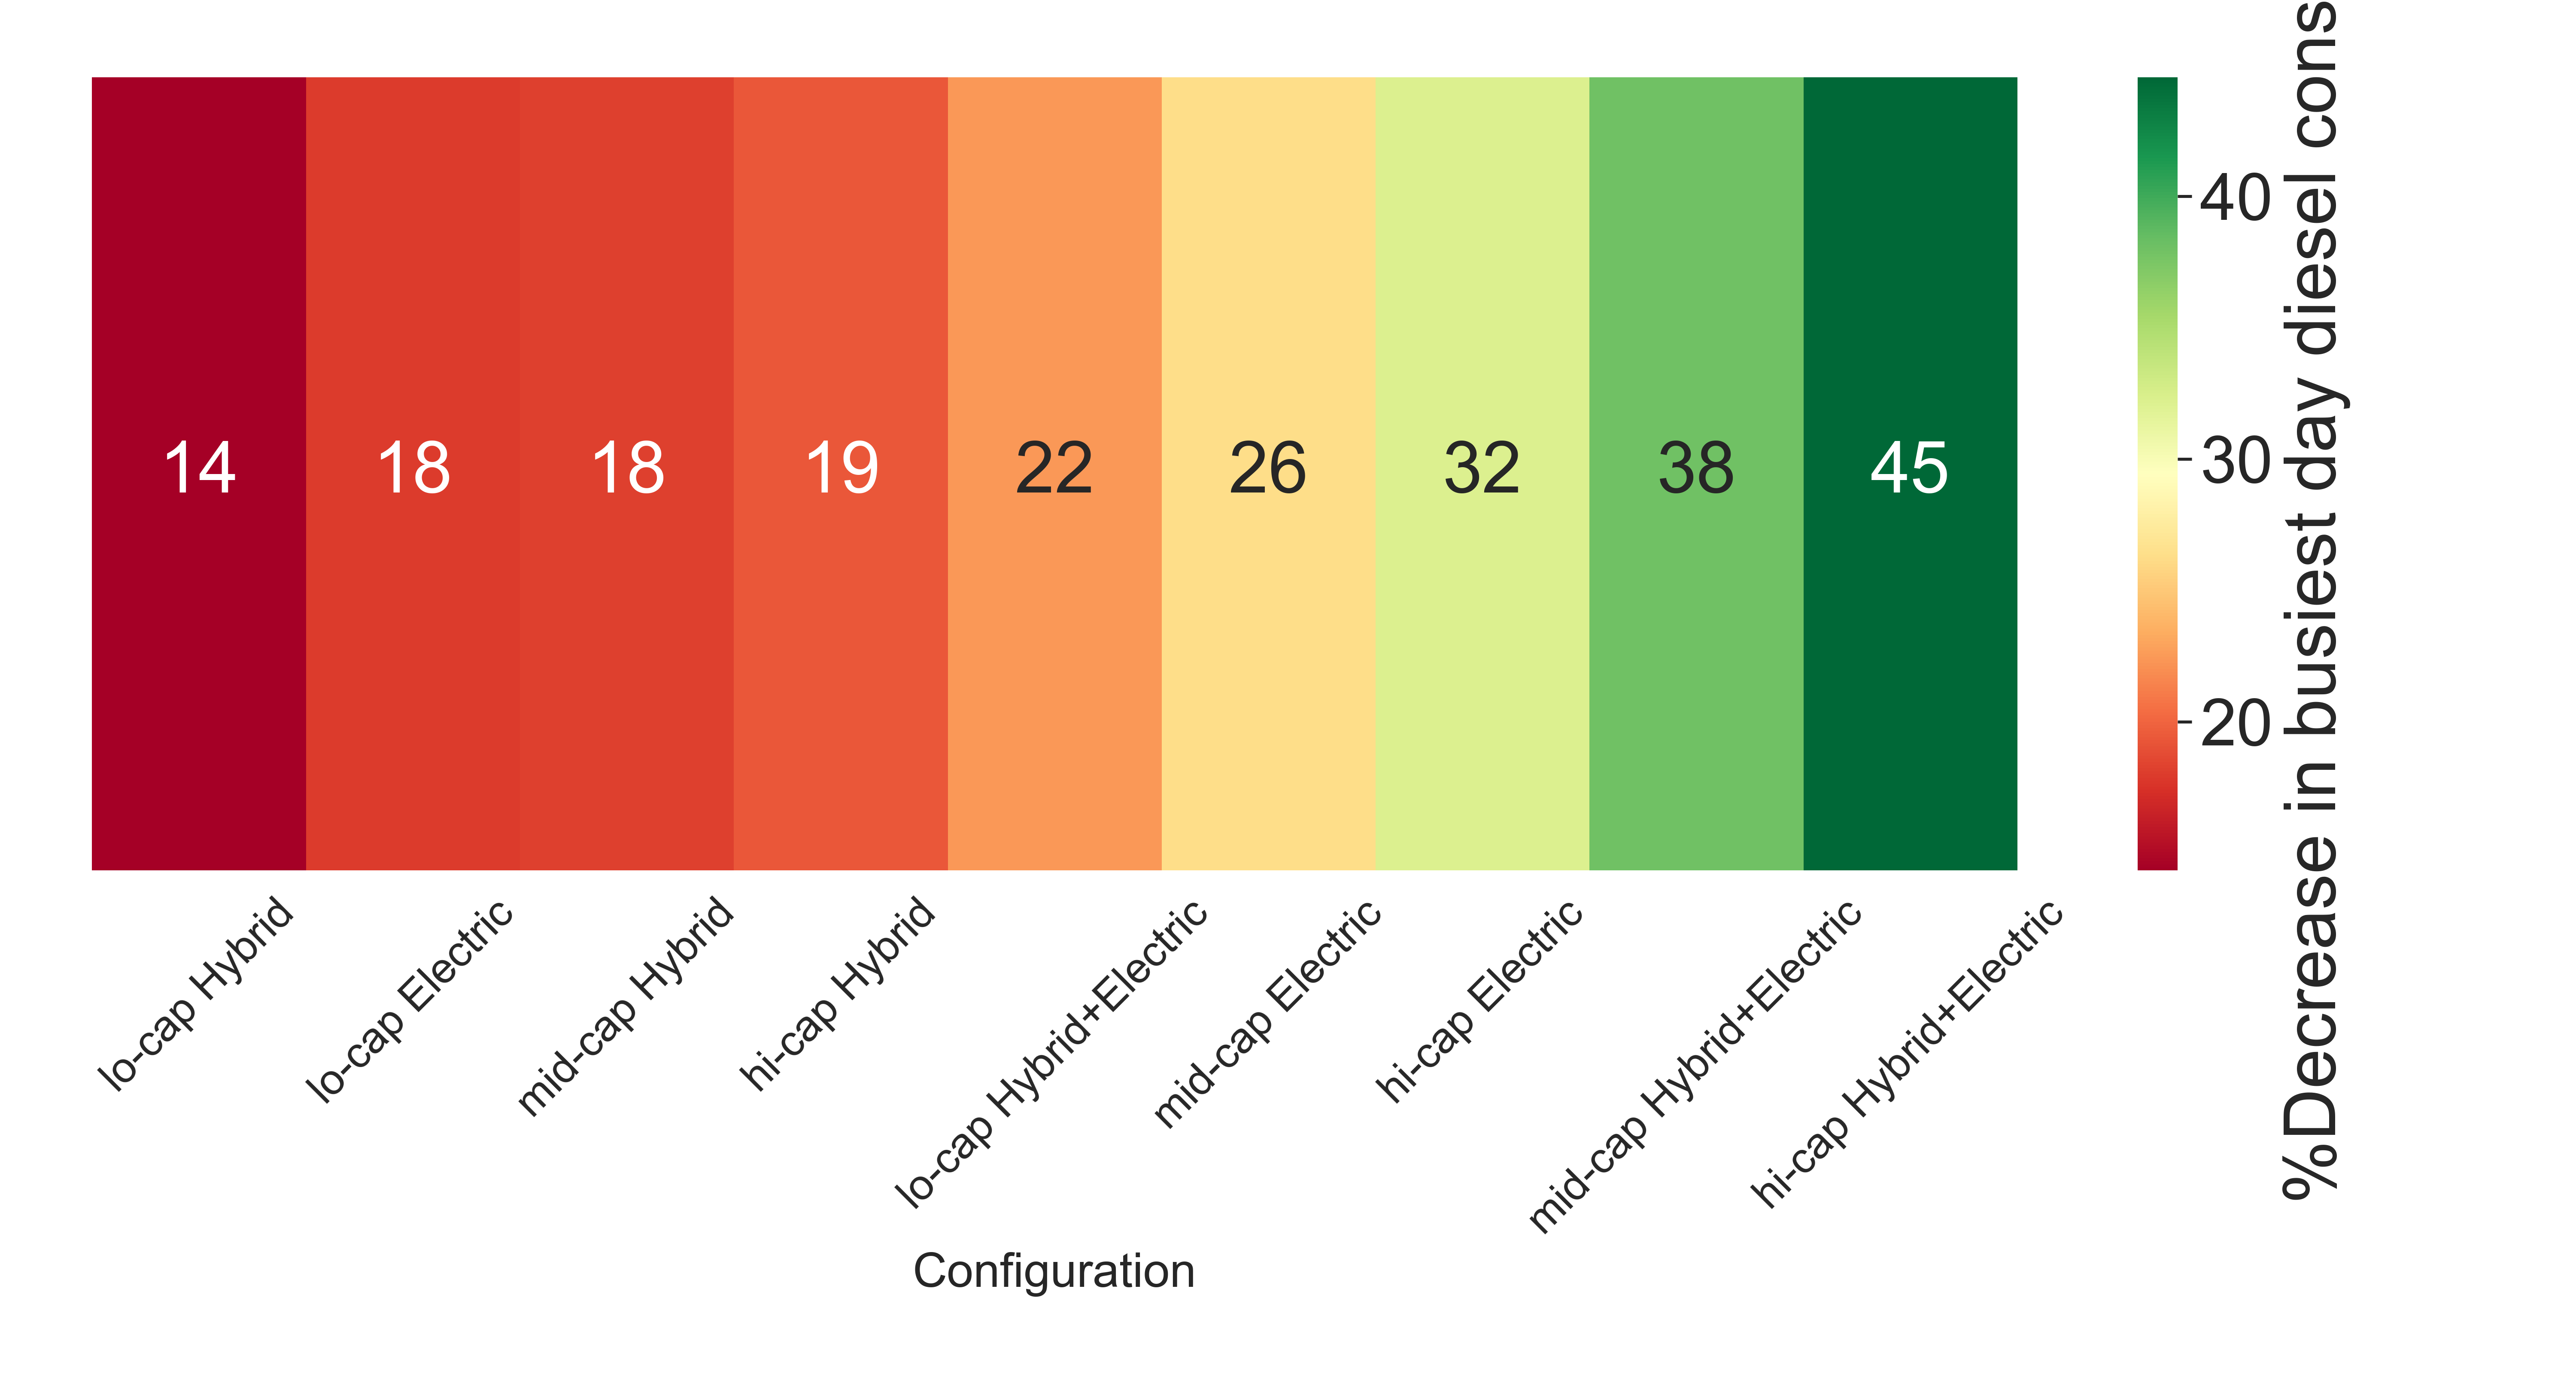 14 18 18 19 22 26 32 38 45
lo-cap Hybrid
lo-cap Electric
mid-cap Hybrid
hi-cap Hybrid
lo-cap Hybrid+Electric
mid-cap Electric
hi-cap Electric
mid-cap Hybrid+Electric
hi-cap Hybrid+Electric
Configuration
40
30
20
%Decrease in busiest day diesel cons